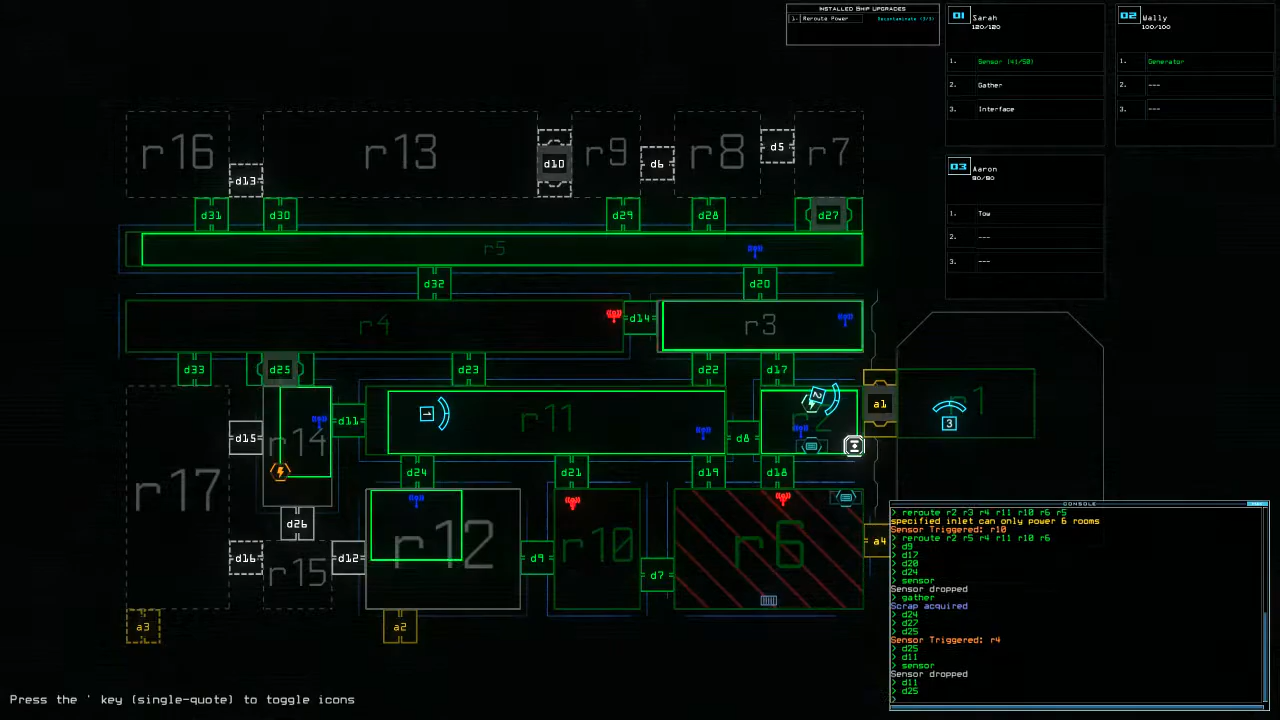 INSTALLED SHIP UPGRADES
1. Reroute Power Decontaminate (3/3)
01 Sarah
120/120
1. Sensor (41/50)
2. Gather
3. Interface
02 Wally
100/100
1. Generator
2. ---
3. ---
03 Aaron
80/80
1. Tow
2. ---
3. ---
r16
r13
d10
r9
d6
r8
d5
r7
d13
d31
d30
d29
d28
d27
r5
d32
d20
r4
d14
r3
d33
d25
d23
d22
d17
r17
d15
r14
d11
r11
d8
r2
2
a1
r1
1
3
d24
d21
d19
d18
d26
r12
r10
r6
d16
r15
d12
d9
d7
a4
a3
a2
CONSOLE
> reroute r2 r3 r4 r11 r10 r6 r5
specified inlet can only power 6 rooms
Sensor Triggered: r10
> reroute r2 r5 r4 r11 r10 r6
> d9
> d17
> d20
> d24
> sensor
Sensor dropped
> gather
Scrap acquired
> d24
> d27
> d25
Sensor Triggered: r4
> d25
> d11
> sensor
Sensor dropped
> d11
> d25
>
Press the ' key (single-quote) to toggle icons